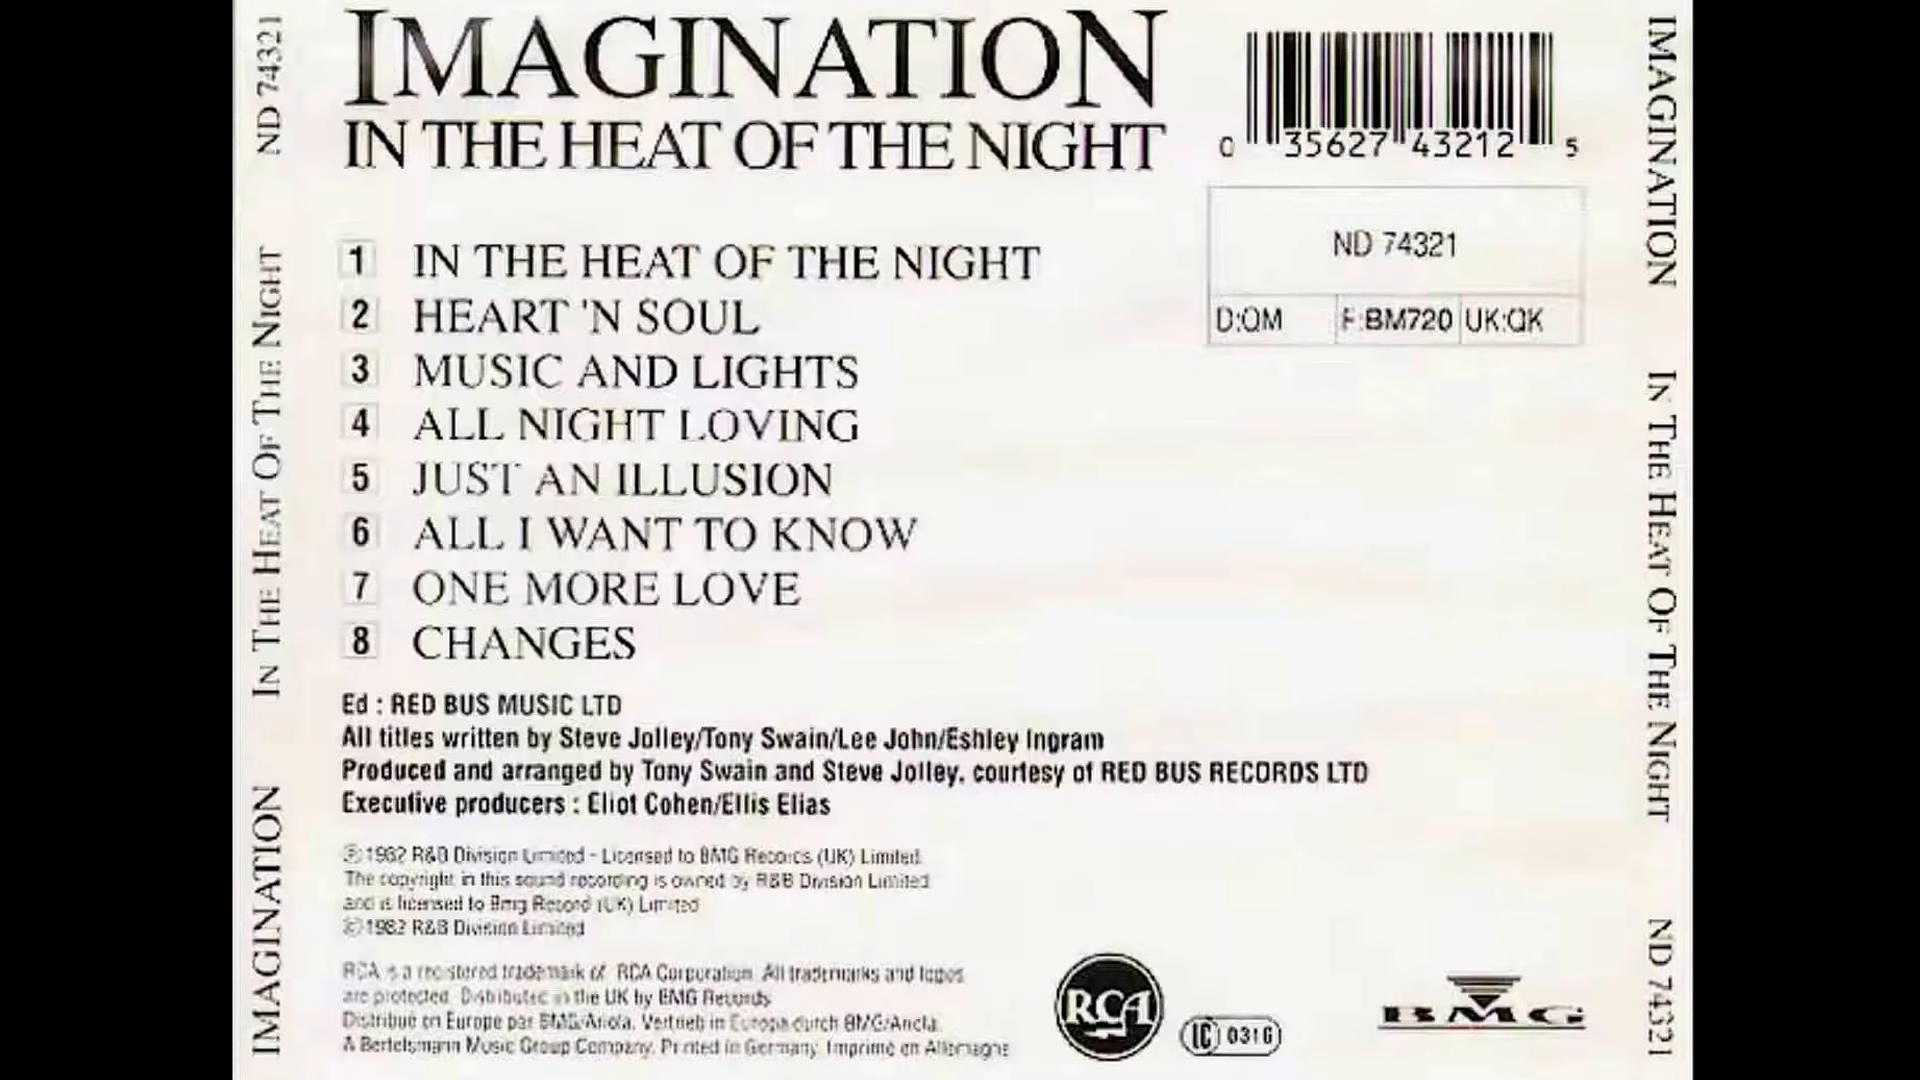 IMAGINATION
IN THE HEAT OF THE NIGHT
0 35627 43212 5
ND 74321
D:QM F:BM720 UK:QK
1 IN THE HEAT OF THE NIGHT
2 HEART 'N SOUL
3 MUSIC AND LIGHTS
4 ALL NIGHT LOVING
5 JUST AN ILLUSION
6 ALL I WANT TO KNOW
7 ONE MORE LOVE
8 CHANGES
Ed : RED BUS MUSIC LTD
All titles written by Steve Jolley/Tony Swain/Lee John/Eshley Ingram
Produced and arranged by Tony Swain and Steve Jolley, courtesy of RED BUS RECORDS LTD
Executive producers : Eliot Cohen/Ellis Elias
Ⓟ 1982 R&B Division Limited - Licensed to BMG Records (UK) Limited
The copyright in this sound recording is owned by R&B Division Limited
and is licensed to Bmg Record (UK) Limited
© 1982 R&B Division Limited
RCA is a registered trademark of RCA Corporation. All trademarks and logos
are protected. Distributed in the UK by BMG Records
Distribué en Europe par BMG/Ariola. Vertrieb in Europa durch BMG/Ariola.
A Bertelsmann Music Group Company. Printed in Germany. Imprimé en Allemagne
RCA
LC 0316
BMG
IMAGINATION IN THE HEAT OF THE NIGHT ND 74321
IMAGINATION IN THE HEAT OF THE NIGHT ND 74321